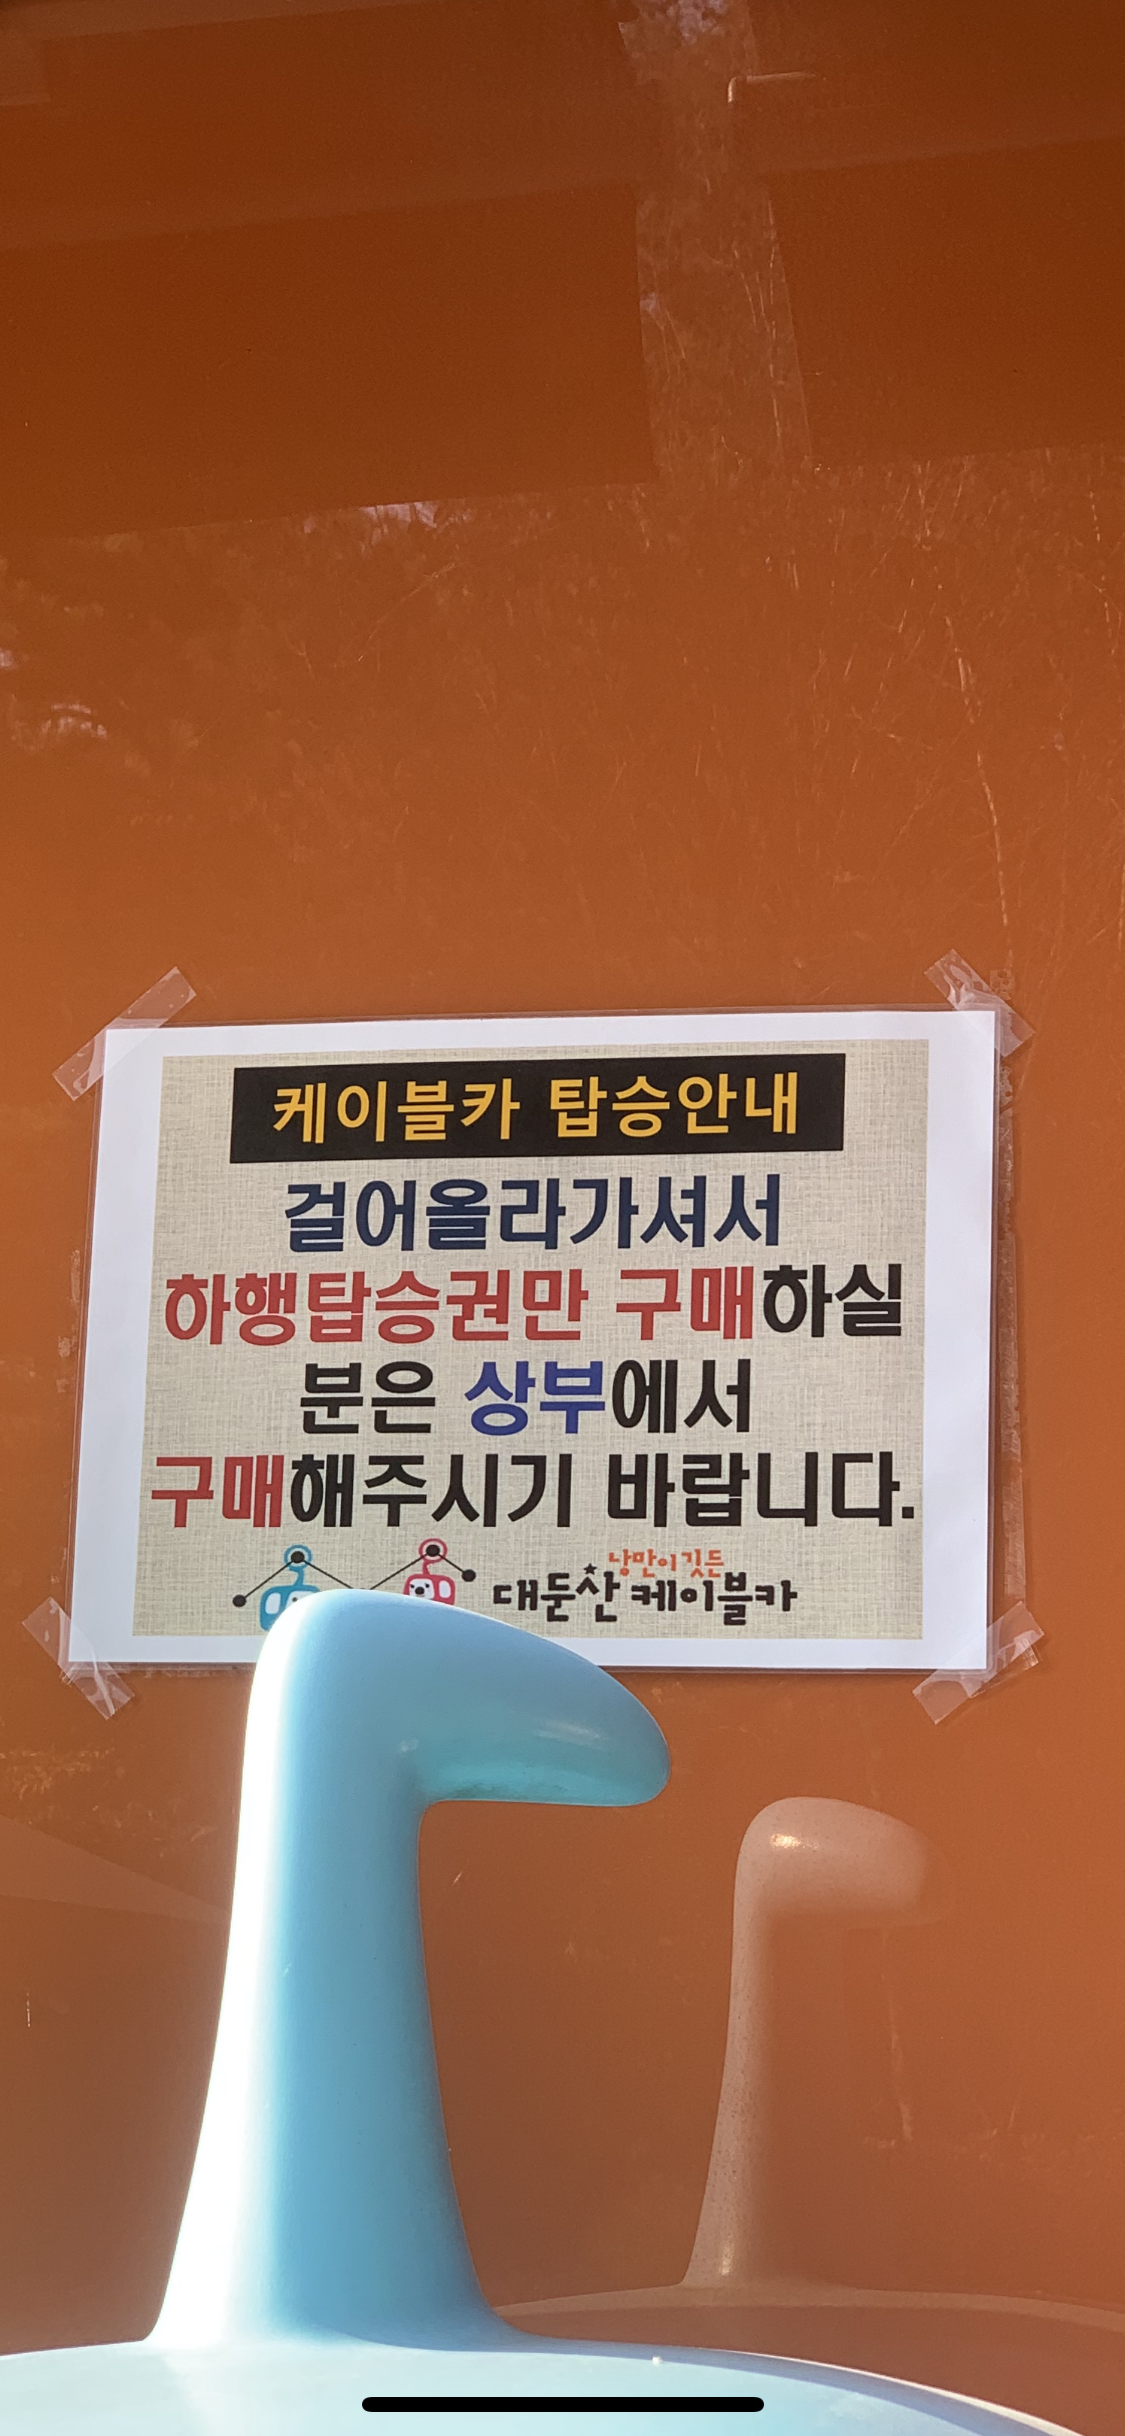 케이블카 탑승안내
걸어올라가셔서
하행탑승권만 구매하실
분은 상부에서
구매해주시기 바랍니다.
낭만이 깃든
대둔산 케이블카